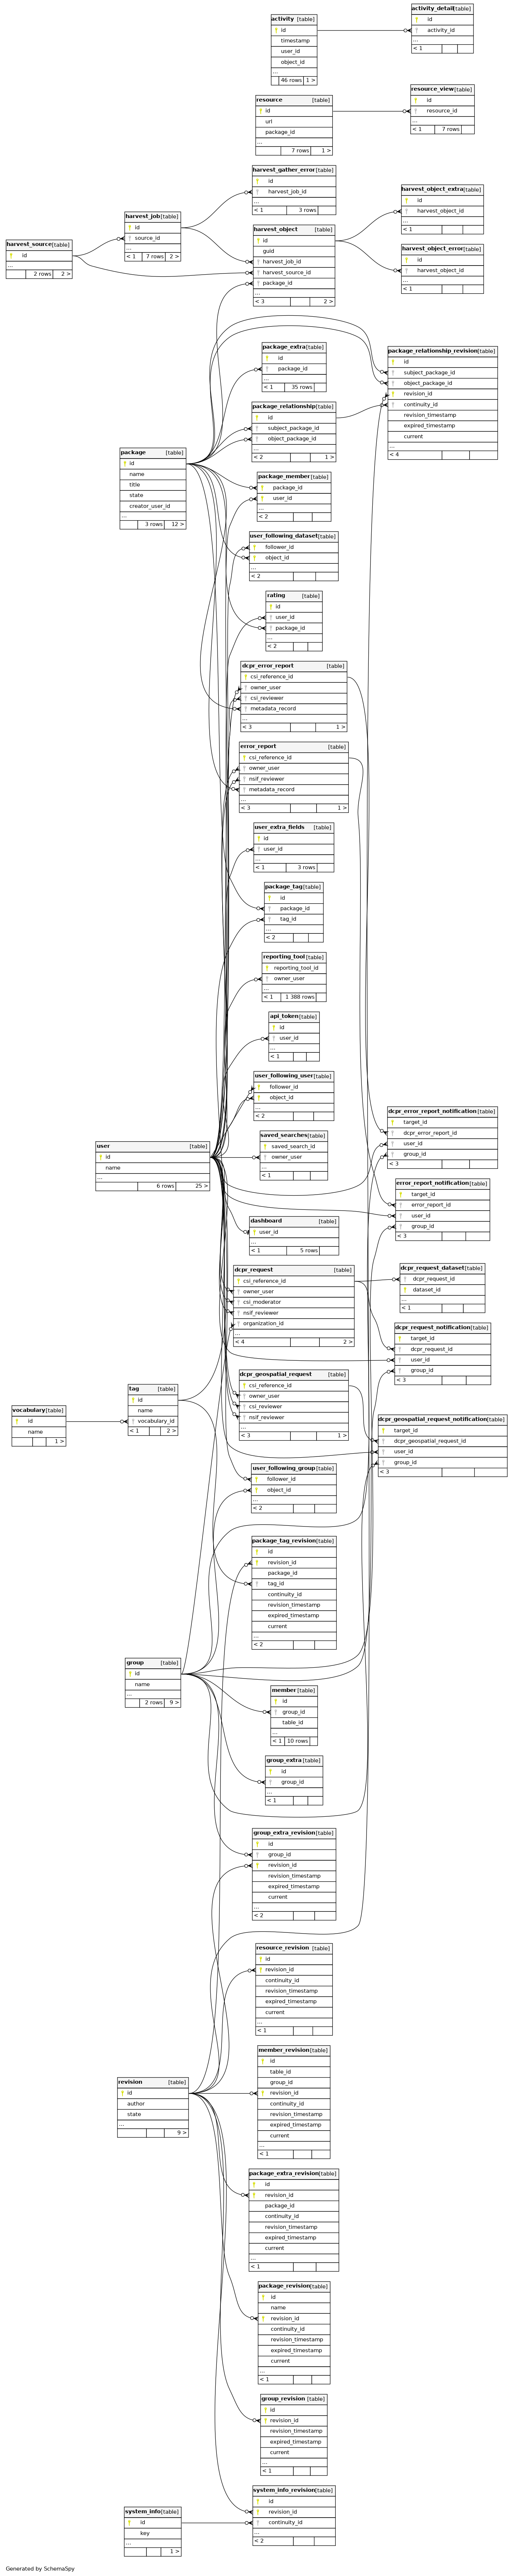 activity [table]
id
timestamp
user_id
object_id
...
46 rows 1 >
activity_detail [table]
id
activity_id
...
< 1
resource [table]
id
url
package_id
...
7 rows 1 >
resource_view [table]
id
resource_id
...
< 1 7 rows
harvest_source [table]
id
...
2 rows 2 >
harvest_job [table]
id
source_id
...
< 1 7 rows 2 >
harvest_gather_error [table]
id
harvest_job_id
...
< 1 3 rows
harvest_object [table]
id
guid
harvest_job_id
harvest_source_id
package_id
...
< 3 2 >
harvest_object_extra [table]
id
harvest_object_id
...
< 1
harvest_object_error [table]
id
harvest_object_id
...
< 1
package_extra [table]
id
package_id
...
< 1 35 rows
package_relationship [table]
id
subject_package_id
object_package_id
...
< 2 1 >
package_relationship_revision [table]
id
subject_package_id
object_package_id
revision_id
continuity_id
revision_timestamp
expired_timestamp
current
...
< 4
package [table]
id
name
title
state
creator_user_id
...
3 rows 12 >
package_member [table]
package_id
user_id
...
< 2
user_following_dataset [table]
follower_id
object_id
...
< 2
rating [table]
id
user_id
package_id
...
< 2
dcpr_error_report [table]
csi_reference_id
owner_user
csi_reviewer
metadata_record
...
< 3 1 >
error_report [table]
csi_reference_id
owner_user
nsif_reviewer
metadata_record
...
< 3 1 >
user_extra_fields [table]
id
user_id
...
< 1 3 rows
package_tag [table]
id
package_id
tag_id
...
< 2
reporting_tool [table]
reporting_tool_id
owner_user
...
< 1 1 388 rows
api_token [table]
id
user_id
...
< 1
user_following_user [table]
follower_id
object_id
...
< 2
user [table]
id
name
...
6 rows 25 >
saved_searches [table]
saved_search_id
owner_user
...
< 1
dashboard [table]
user_id
...
< 1 5 rows
dcpr_request [table]
csi_reference_id
owner_user
csi_moderator
nsif_reviewer
organization_id
...
< 4 2 >
dcpr_error_report_notification [table]
target_id
dcpr_error_report_id
user_id
group_id
< 3
error_report_notification [table]
target_id
error_report_id
user_id
group_id
< 3
dcpr_request_dataset [table]
dcpr_request_id
dataset_id
...
< 1
dcpr_request_notification [table]
target_id
dcpr_request_id
user_id
group_id
< 3
dcpr_geospatial_request [table]
csi_reference_id
owner_user
csi_reviewer
nsif_reviewer
...
< 3 1 >
dcpr_geospatial_request_notification [table]
target_id
dcpr_geospatial_request_id
user_id
group_id
< 3
vocabulary [table]
id
name
...
1 >
tag [table]
id
name
vocabulary_id
< 1 2 >
user_following_group [table]
follower_id
object_id
...
< 2
package_tag_revision [table]
id
revision_id
package_id
tag_id
continuity_id
revision_timestamp
expired_timestamp
current
...
< 2
group [table]
id
name
...
2 rows 9 >
member [table]
id
group_id
table_id
...
< 1 10 rows
group_extra [table]
id
group_id
...
< 1
group_extra_revision [table]
id
group_id
revision_id
revision_timestamp
expired_timestamp
current
...
< 2
resource_revision [table]
id
revision_id
continuity_id
revision_timestamp
expired_timestamp
current
...
< 1
revision [table]
id
author
state
...
9 >
member_revision [table]
id
table_id
group_id
revision_id
continuity_id
revision_timestamp
expired_timestamp
current
...
< 1
package_extra_revision [table]
id
revision_id
package_id
continuity_id
revision_timestamp
expired_timestamp
current
...
< 1
package_revision [table]
id
name
revision_id
continuity_id
revision_timestamp
expired_timestamp
current
...
< 1
group_revision [table]
id
revision_id
revision_timestamp
expired_timestamp
current
...
< 1
system_info [table]
id
key
...
1 >
system_info_revision [table]
id
revision_id
continuity_id
...
< 2
Generated by SchemaSpy